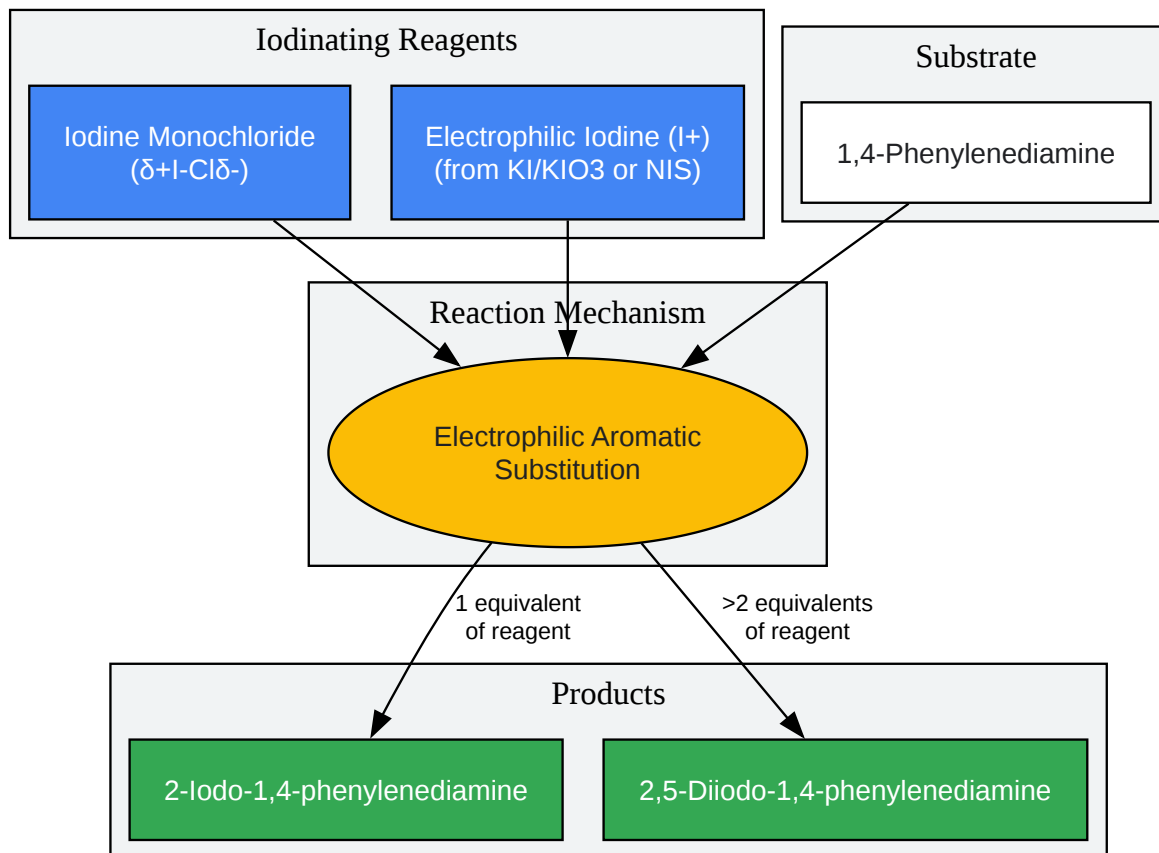 Iodinating Reagents
Substrate
Iodine Monochloride
(δ+I-Clδ-)
Electrophilic Iodine (I+)
(from KI/KIO3 or NIS)
1,4-Phenylenediamine
Reaction Mechanism
Electrophilic Aromatic
Substitution
1 equivalent
of reagent
>2 equivalents
of reagent
Products
2-Iodo-1,4-phenylenediamine
2,5-Diiodo-1,4-phenylenediamine